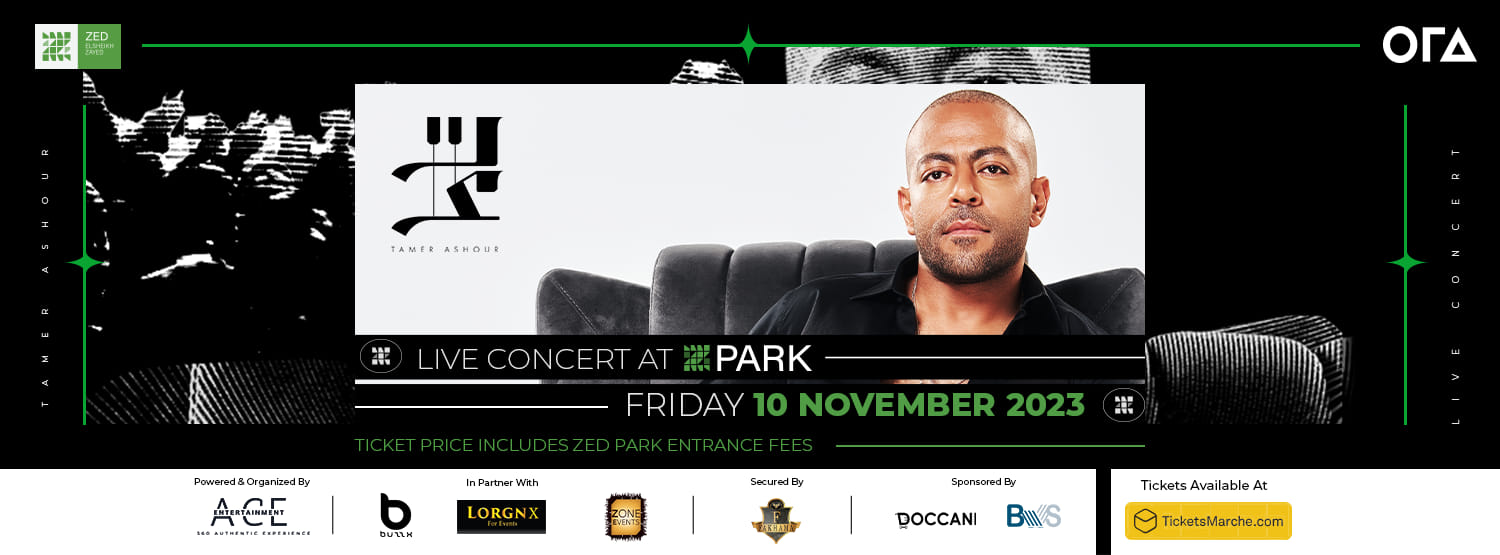 ZED
ELSHEIKH
ZAYED
ORA
TAMER ASHOUR
TAMER ASHOUR
LIVE CONCERT
LIVE CONCERT AT PARK
FRIDAY 10 NOVEMBER 2023
TICKET PRICE INCLUDES ZED PARK ENTRANCE FEES
Powered & Organized By
ACE
ENTERTAINMENT
360 AUTHENTIC EXPERIENCE
In Partner With
buzzx
LORGNX
For Events
ZONE
EVENTS
Secured By
F
FAKHAMA
Sponsored By
DOCCANI
BWS
Tickets Available At
TicketsMarche.com